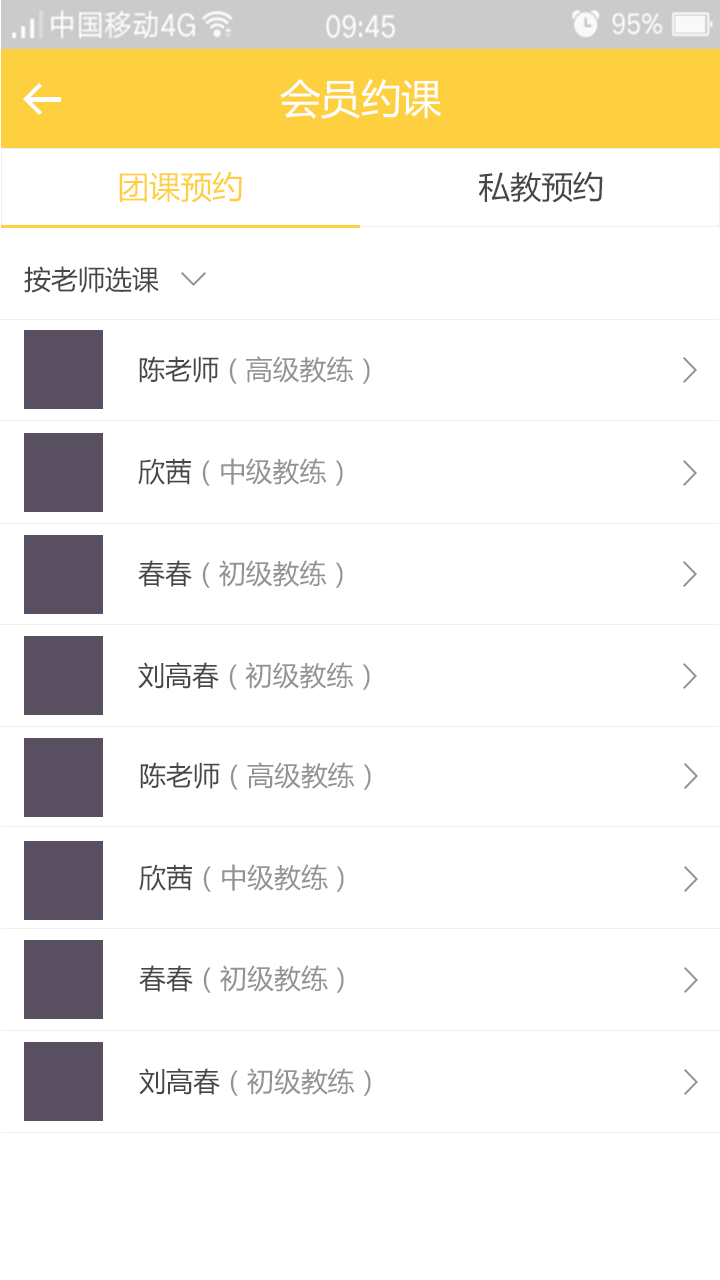 中国移动4G 09:45 95%
会员约课
团课预约 私教预约
按老师选课
陈老师（高级教练）
欣茜（中级教练）
春春（初级教练）
刘高春（初级教练）
陈老师（高级教练）
欣茜（中级教练）
春春（初级教练）
刘高春（初级教练）